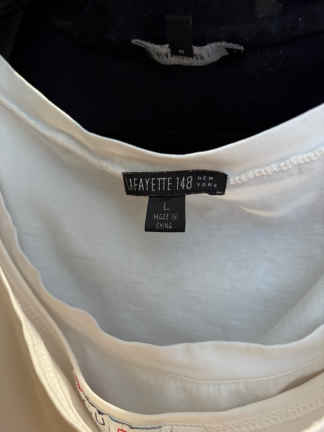 LAFAYETTE 148 NEW YORK
L
MADE IN
CHINA